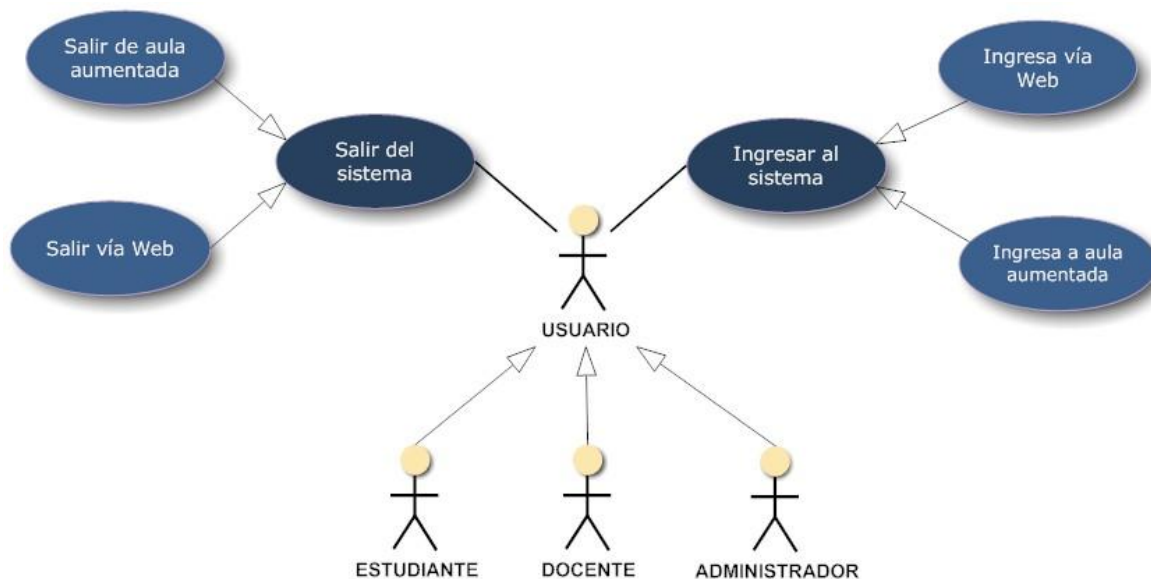 Salir de aula
aumentada
Ingresa vía
Web
Salir del
sistema
Ingresar al
sistema
Salir vía Web
Ingresa a aula
aumentada
USUARIO
ESTUDIANTE
DOCENTE
ADMINISTRADOR